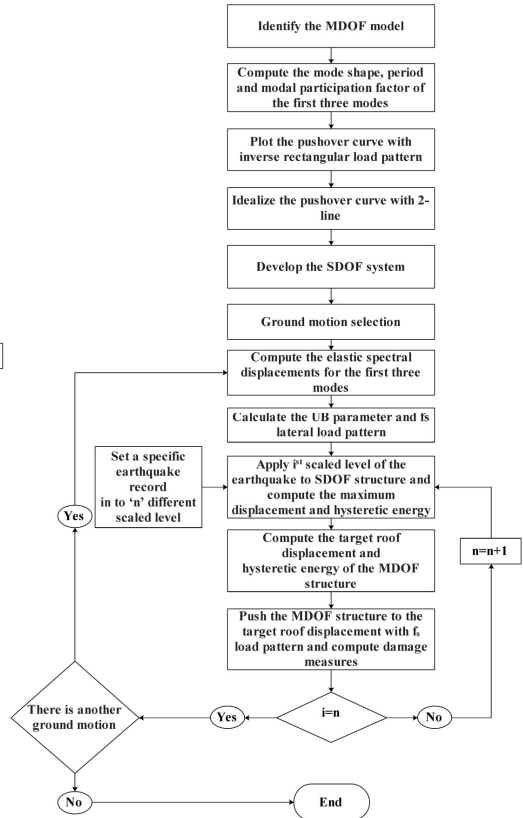 Identify the MDOF model
Compute the mode shape, period
and modal participation factor of
the first three modes
Plot the pushover curve with
inverse rectangular load pattern
Idealize the pushover curve with 2-
line
Develop the SDOF system
Ground motion selection
Compute the elastic spectral
displacements for the first three
modes
Calculate the UB parameter and fs
lateral load pattern
Set a specific
earthquake
record
in to ‘n’ different
scaled level
Apply iˢᵗ scaled level of the
earthquake to SDOF structure and
compute the maximum
displacement and hysteretic energy
Yes
Compute the target roof
displacement and
hysteretic energy of the MDOF
structure
n=n+1
Push the MDOF structure to the
target roof displacement with fₛ
load pattern and compute damage
measures
There is another
ground motion
Yes
i=n
No
No
End